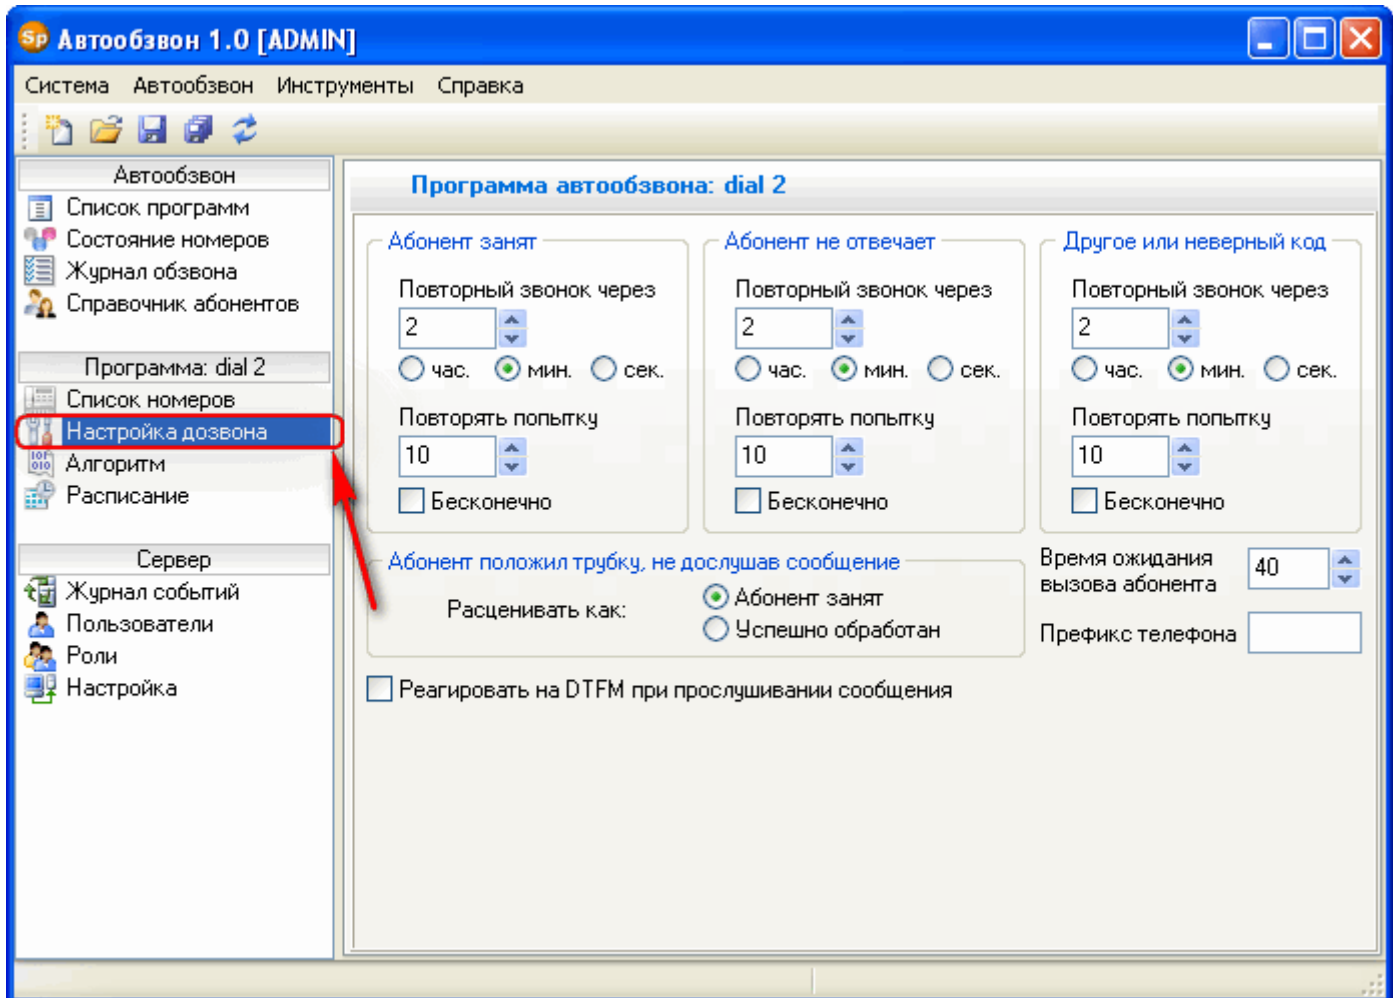 Sp Автообзвон 1.0 [ADMIN]
Система Автообзвон Инструменты Справка
Автообзвон
Список программ
Состояние номеров
Журнал обзвона
Справочник абонентов
Программа: dial 2
Список номеров
Настройка дозвона
Алгоритм
Расписание
Сервер
Журнал событий
Пользователи
Роли
Настройка
Программа автообзвона: dial 2
Абонент занят
Повторный звонок через
2
час. мин. сек.
Повторять попытку
10
Бесконечно
Абонент не отвечает
Повторный звонок через
2
час. мин. сек.
Повторять попытку
10
Бесконечно
Другое или неверный код
Повторный звонок через
2
час. мин. сек.
Повторять попытку
10
Бесконечно
Абонент положил трубку, не дослушав сообщение
Расценивать как:
Абонент занят
Успешно обработан
Время ожидания
вызова абонента
40
Префикс телефона
Реагировать на DTFM при прослушивании сообщения